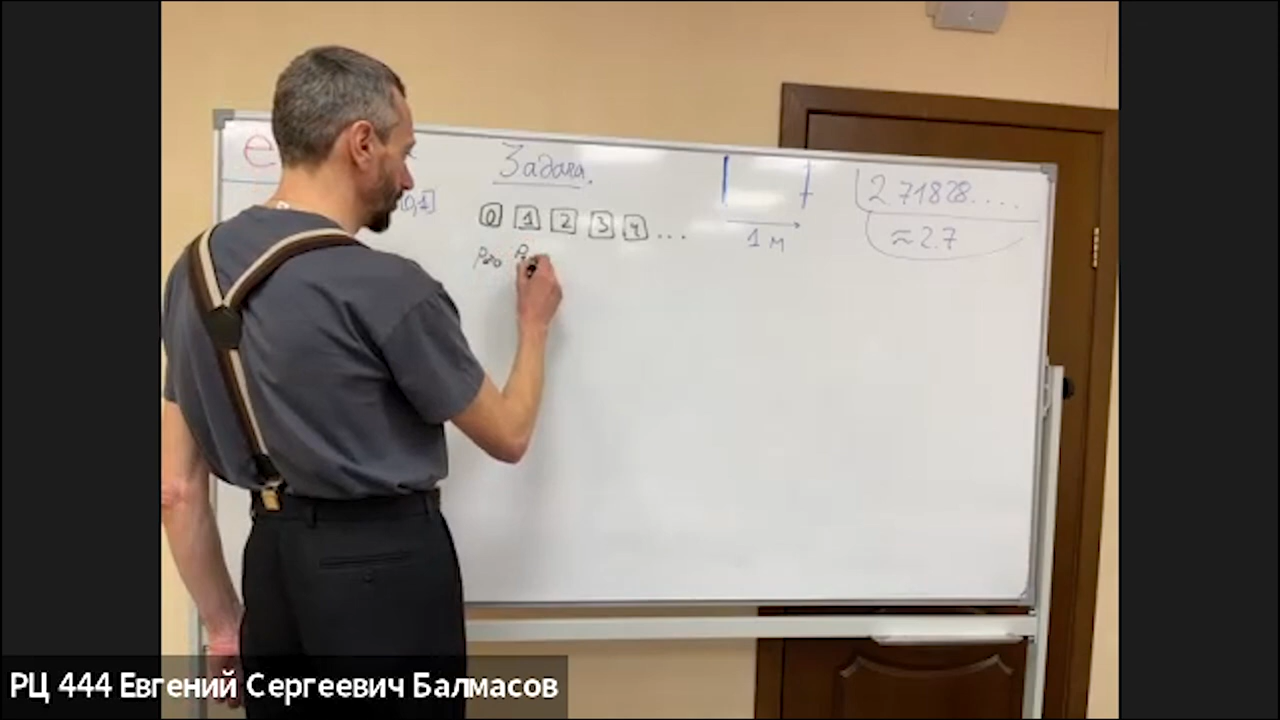 e
Задача.
[0,1]
0 1 2 3 4 ...
1 м
2.71828....
≈2.7
РЦ 444 Евгений Сергеевич Балмасов